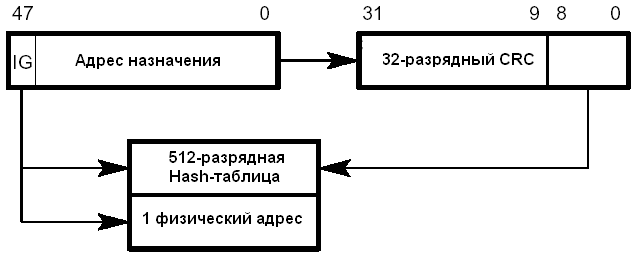 47 0 31 9 8 0
IG Адрес назначения 32-разрядный CRC
512-разрядная
Hash-таблица
1 физический адрес